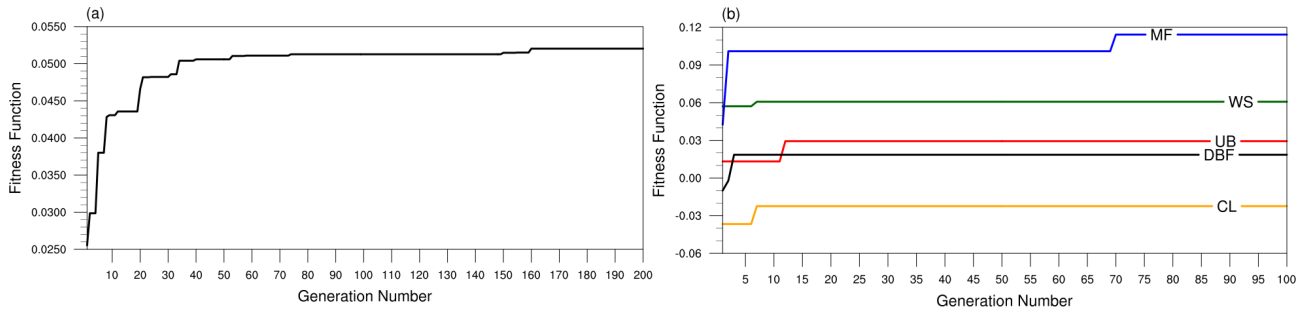 (a)
Fitness Function
0.0550
0.0500
0.0450
0.0400
0.0350
0.0300
0.0250
10 20 30 40 50 60 70 80 90 100 110 120 130 140 150 160 170 180 190 200
Generation Number
(b)
Fitness Function
0.12
0.09
0.06
0.03
0.00
-0.03
-0.06
MF
WS
UB
DBF
CL
5 10 15 20 25 30 35 40 45 50 55 60 65 70 75 80 85 90 95 100
Generation Number